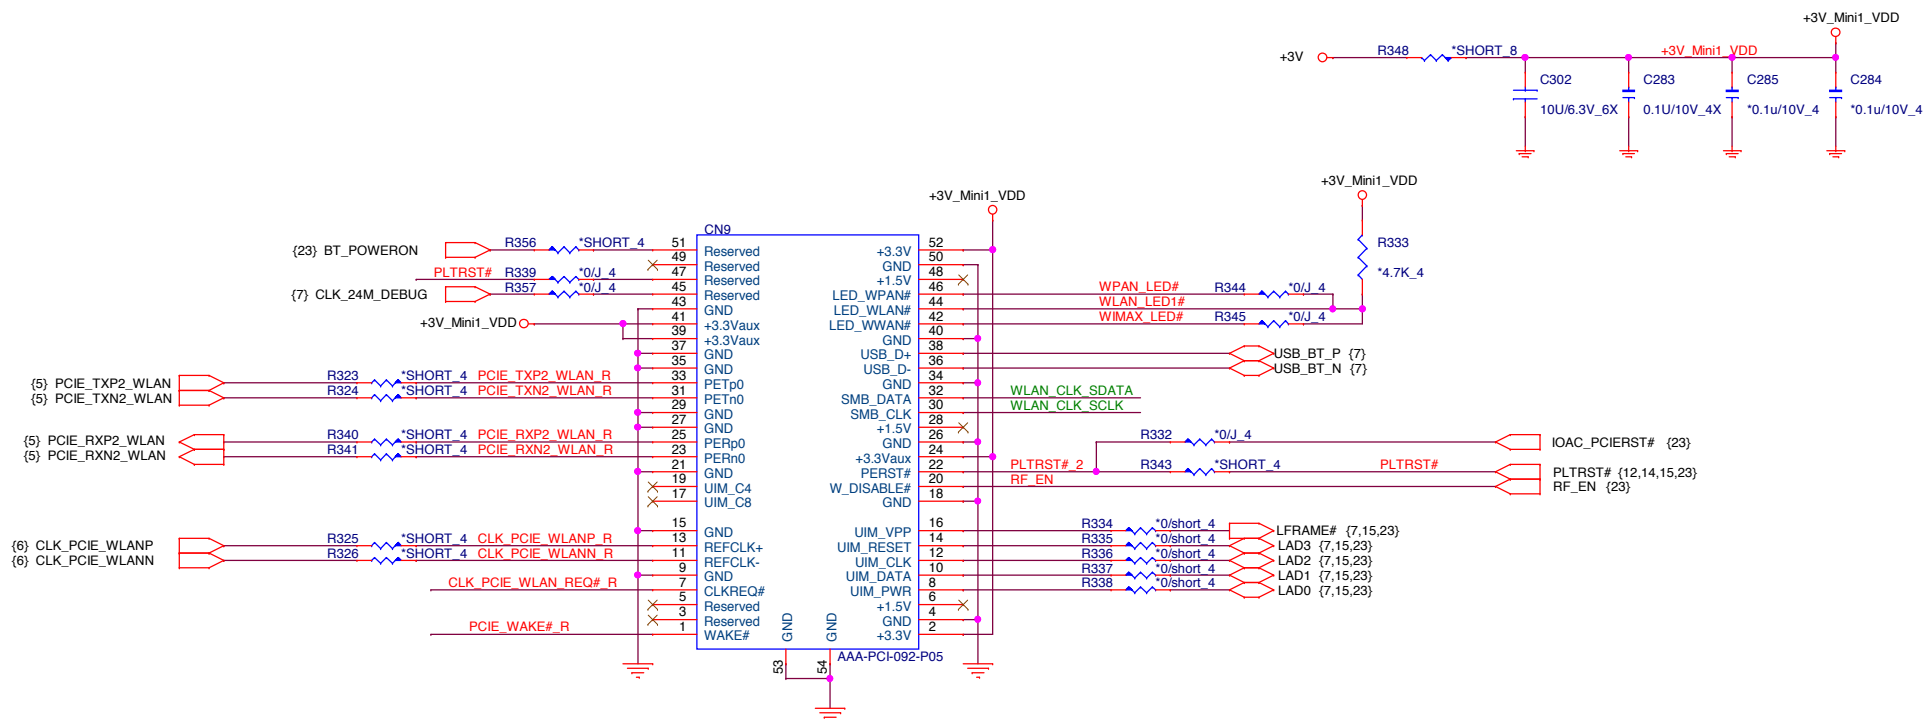 +3V_Mini1_VDD
+3V R348 *SHORT_8 +3V_Mini1_VDD
C302 C283 C285 C284
10U/6.3V_6X 0.1U/10V_4X *0.1u/10V_4 *0.1u/10V_4
+3V_Mini1_VDD
+3V_Mini1_VDD
R333
*4.7K_4
CN9
{23} BT_POWERON R356 *SHORT_4 51 Reserved +3.3V 52
49 Reserved GND 50
PLTRST# R339 *0/J_4 47 Reserved +1.5V 48
{7} CLK_24M_DEBUG R357 *0/J_4 45 Reserved LED_WPAN# 46 WPAN_LED# R344 *0/J_4
43 GND LED_WLAN# 44 WLAN_LED1#
+3V_Mini1_VDD 41 +3.3Vaux LED_WWAN# 42 WIMAX_LED# R345 *0/J_4
39 +3.3Vaux GND 40
37 GND USB_D+ 38 USB_BT_P {7}
35 GND USB_D- 36 USB_BT_N {7}
{5} PCIE_TXP2_WLAN R323 *SHORT_4 PCIE_TXP2_WLAN_R 33 PETp0 GND 34
{5} PCIE_TXN2_WLAN R324 *SHORT_4 PCIE_TXN2_WLAN_R 31 PETn0 SMB_DATA 32 WLAN_CLK_SDATA
29 GND SMB_CLK 30 WLAN_CLK_SCLK
27 GND +1.5V 28
{5} PCIE_RXP2_WLAN R340 *SHORT_4 PCIE_RXP2_WLAN_R 25 PERp0 GND 26 R332 *0/J_4 IOAC_PCIERST# {23}
{5} PCIE_RXN2_WLAN R341 *SHORT_4 PCIE_RXN2_WLAN_R 23 PERn0 +3.3Vaux 24
21 GND PERST# 22 PLTRST#_2 R343 *SHORT_4 PLTRST# PLTRST# {12,14,15,23}
19 UIM_C4 W_DISABLE# 20 RF_EN RF_EN {23}
17 UIM_C8 GND 18
15 GND UIM_VPP 16 R334 *0/short_4 LFRAME# {7,15,23}
{6} CLK_PCIE_WLANP R325 *SHORT_4 CLK_PCIE_WLANP_R 13 REFCLK+ UIM_RESET 14 R335 *0/short_4 LAD3 {7,15,23}
{6} CLK_PCIE_WLANN R326 *SHORT_4 CLK_PCIE_WLANN_R 11 REFCLK- UIM_CLK 12 R336 *0/short_4 LAD2 {7,15,23}
9 GND UIM_DATA 10 R337 *0/short_4 LAD1 {7,15,23}
CLK_PCIE_WLAN_REQ#_R 7 CLKREQ# UIM_PWR 8 R338 *0/short_4 LAD0 {7,15,23}
5 Reserved +1.5V 6
3 Reserved GND 4
PCIE_WAKE#_R 1 WAKE# +3.3V 2
GND GND
53 54
AAA-PCI-092-P05